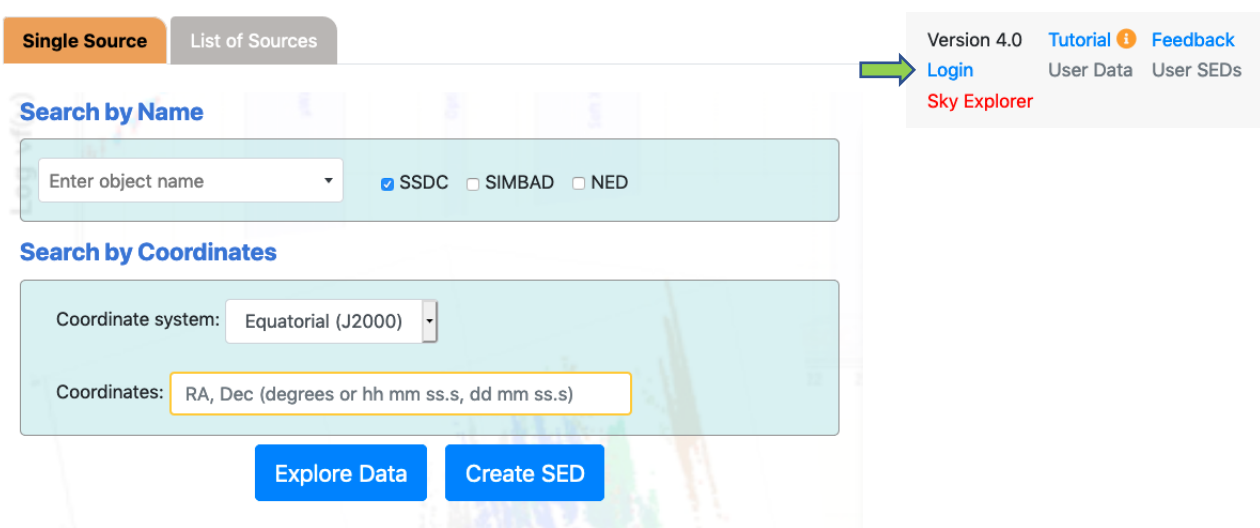 Single Source
List of Sources
Version 4.0 Tutorial Feedback
Login User Data User SEDs
Sky Explorer
Search by Name
Enter object name SSDC SIMBAD NED
Search by Coordinates
Coordinate system: Equatorial (J2000)
Coordinates: RA, Dec (degrees or hh mm ss.s, dd mm ss.s)
Explore Data Create SED